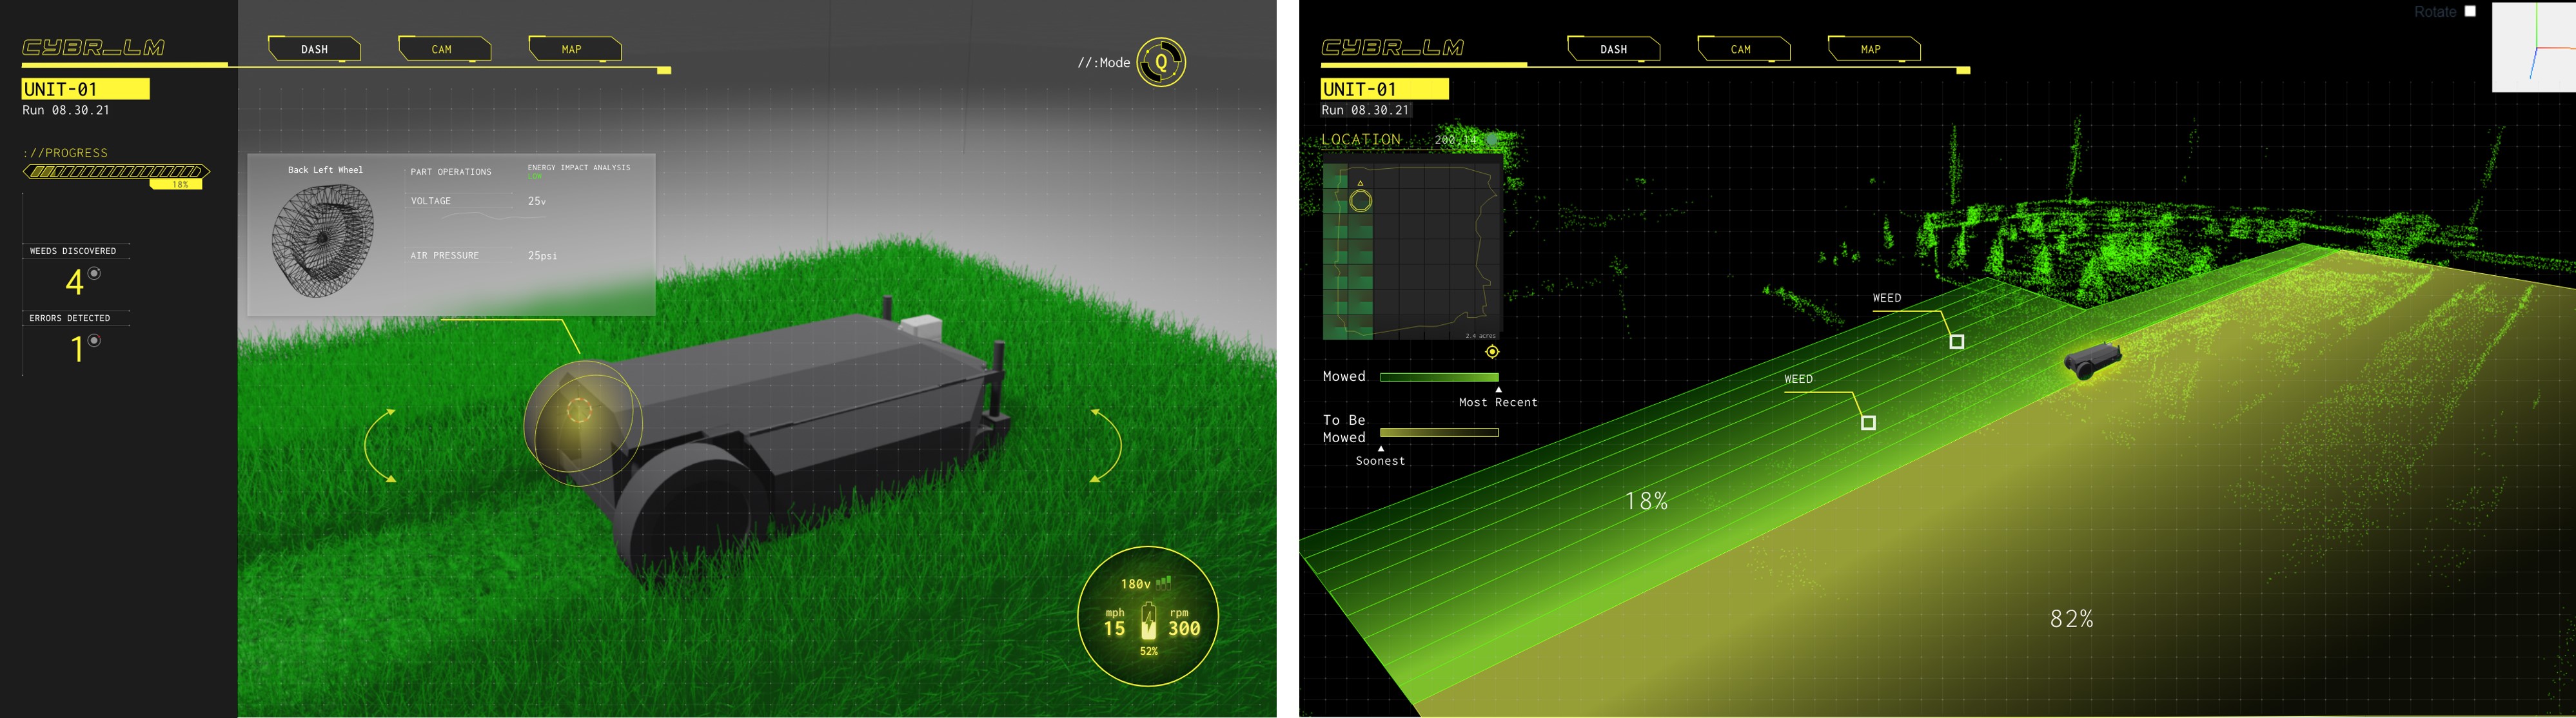 CYBR_LM
DASH
CAM
MAP
//:Mode
Q
UNIT-01
Run 08.30.21
://PROGRESS
18%
WEEDS DISCOVERED
4
ERRORS DETECTED
1
Back Left Wheel
PART OPERATIONS
ENERGY IMPACT ANALYSIS
LOW
VOLTAGE
25v
AIR PRESSURE
25psi
180v
mph
15
rpm
300
52%
Rotate
CYBR_LM
DASH
CAM
MAP
UNIT-01
Run 08.30.21
LOCATION
2.4 acres
Mowed
Most Recent
To Be
Mowed
Soonest
WEED
WEED
18%
82%